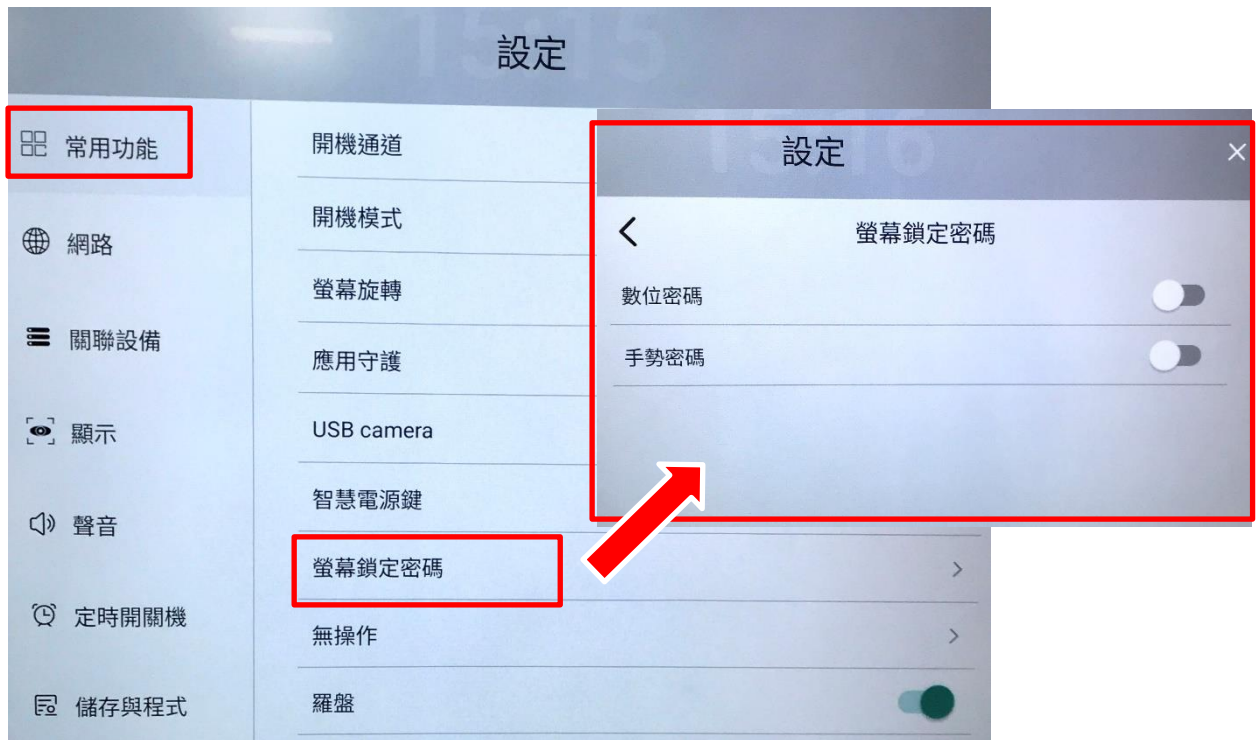 15:15
設定
常用功能
網路
關聯設備
顯示
聲音
定時開關機
儲存與程式
開機通道
開機模式
螢幕旋轉
應用守護
USB camera
智慧電源鍵
螢幕鎖定密碼
無操作
羅盤
15:16
設定
螢幕鎖定密碼
數位密碼
手勢密碼